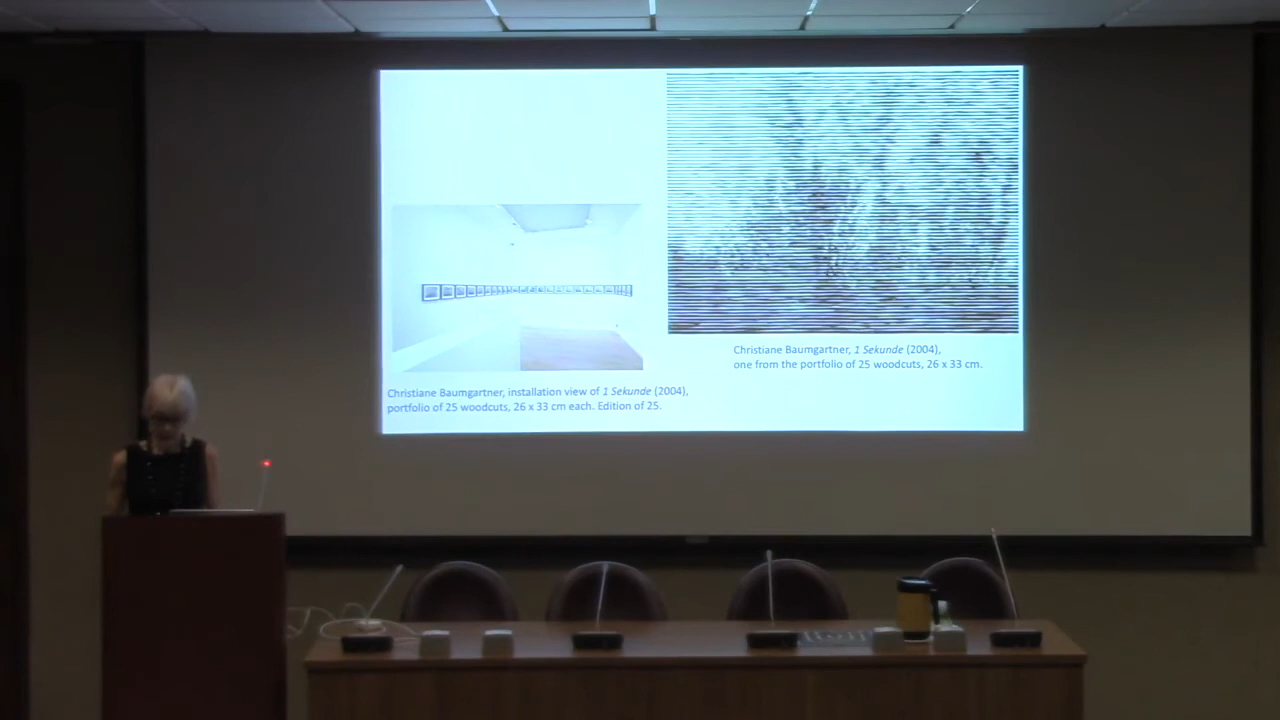 Christiane Baumgartner, 1 Sekunde (2004),
one from the portfolio of 25 woodcuts, 26 x 33 cm.
Christiane Baumgartner, installation view of 1 Sekunde (2004),
portfolio of 25 woodcuts, 26 x 33 cm each. Edition of 25.